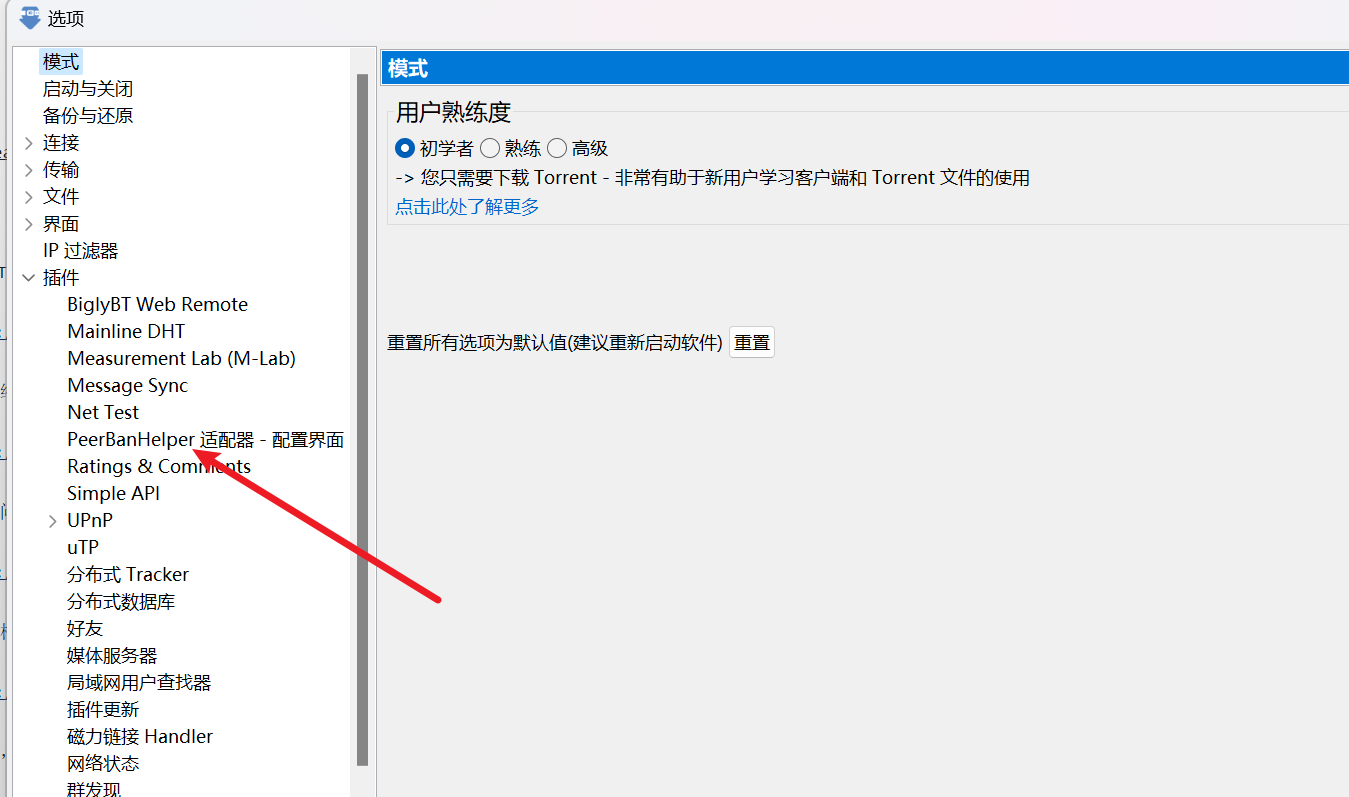 选项
模式
启动与关闭
备份与还原
连接
传输
文件
界面
IP 过滤器
插件
BiglyBT Web Remote
Mainline DHT
Measurement Lab (M-Lab)
Message Sync
Net Test
PeerBanHelper 适配器 - 配置界面
Ratings & Comments
Simple API
UPnP
uTP
分布式 Tracker
分布式数据库
好友
媒体服务器
局域网用户查找器
插件更新
磁力链接 Handler
网络状态
群发现
模式
用户熟练度
初学者 熟练 高级
-> 您只需要下载 Torrent - 非常有助于新用户学习客户端和 Torrent 文件的使用
点击此处了解更多
重置所有选项为默认值(建议重新启动软件) 重置